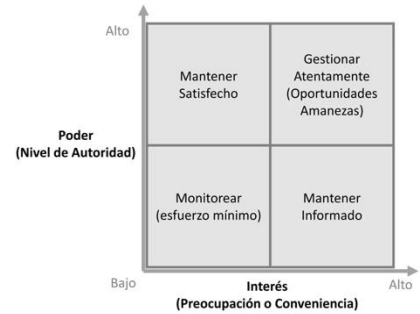 Alto
Mantener
Satisfecho
Gestionar
Atentamente
(Oportunidades
Amanezas)
Poder
(Nivel de Autoridad)
Monitorear
(esfuerzo mínimo)
Mantener
Informado
Bajo
Interés
(Preocupación o Conveniencia)
Alto